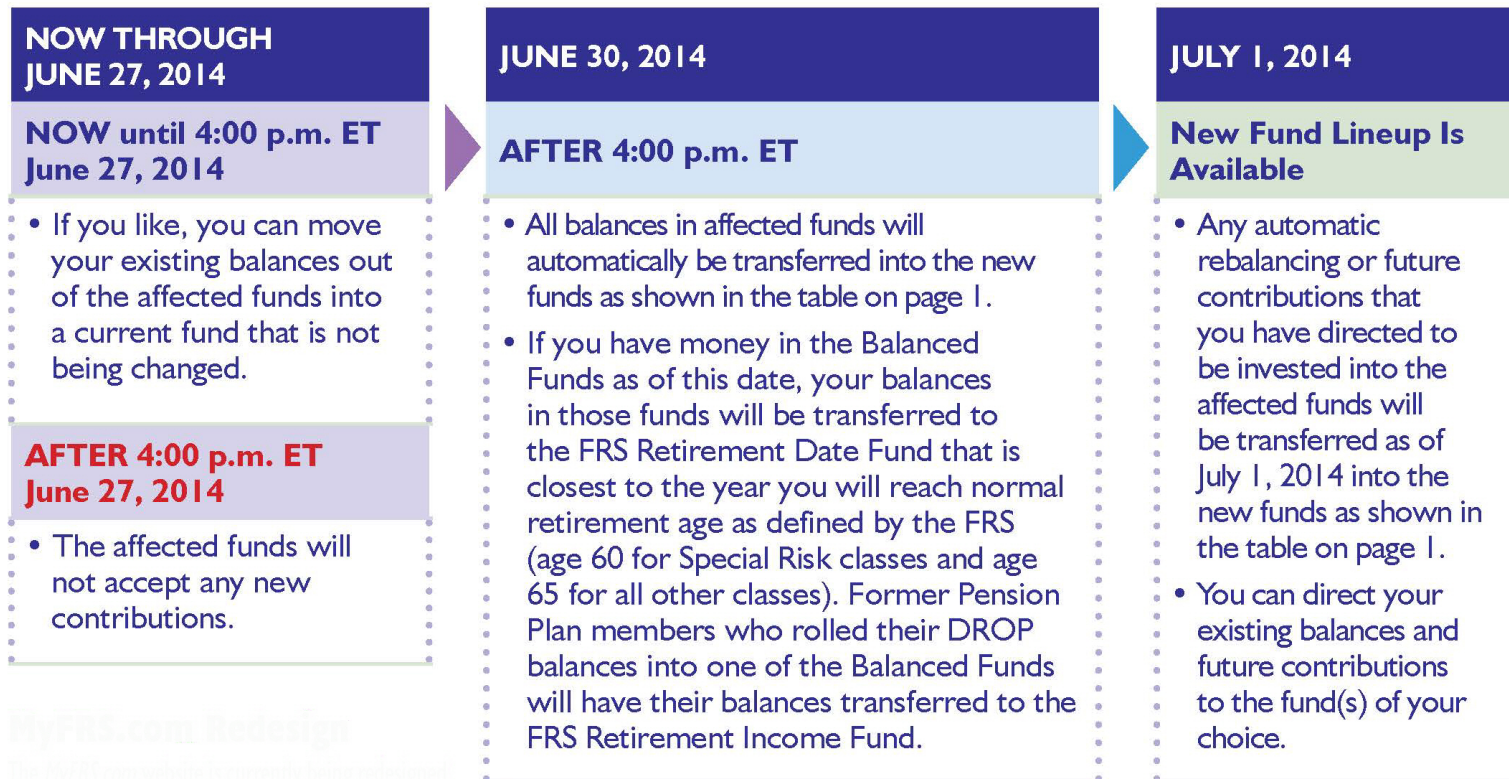 NOW THROUGH
JUNE 27, 2014
NOW until 4:00 p.m. ET
June 27, 2014
• If you like, you can move
your existing balances out
of the affected funds into
a current fund that is not
being changed.
AFTER 4:00 p.m. ET
June 27, 2014
• The affected funds will
not accept any new
contributions.
JUNE 30, 2014
AFTER 4:00 p.m. ET
• All balances in affected funds will
automatically be transferred into the new
funds as shown in the table on page 1.
• If you have money in the Balanced
Funds as of this date, your balances
in those funds will be transferred to
the FRS Retirement Date Fund that is
closest to the year you will reach normal
retirement age as defined by the FRS
(age 60 for Special Risk classes and age
65 for all other classes). Former Pension
Plan members who rolled their DROP
balances into one of the Balanced Funds
will have their balances transferred to the
FRS Retirement Income Fund.
JULY 1, 2014
New Fund Lineup Is
Available
• Any automatic
rebalancing or future
contributions that
you have directed to
be invested into the
affected funds will
be transferred as of
July 1, 2014 into the
new funds as shown in
the table on page 1.
• You can direct your
existing balances and
future contributions
to the fund(s) of your
choice.
MyFRS.com Redesign